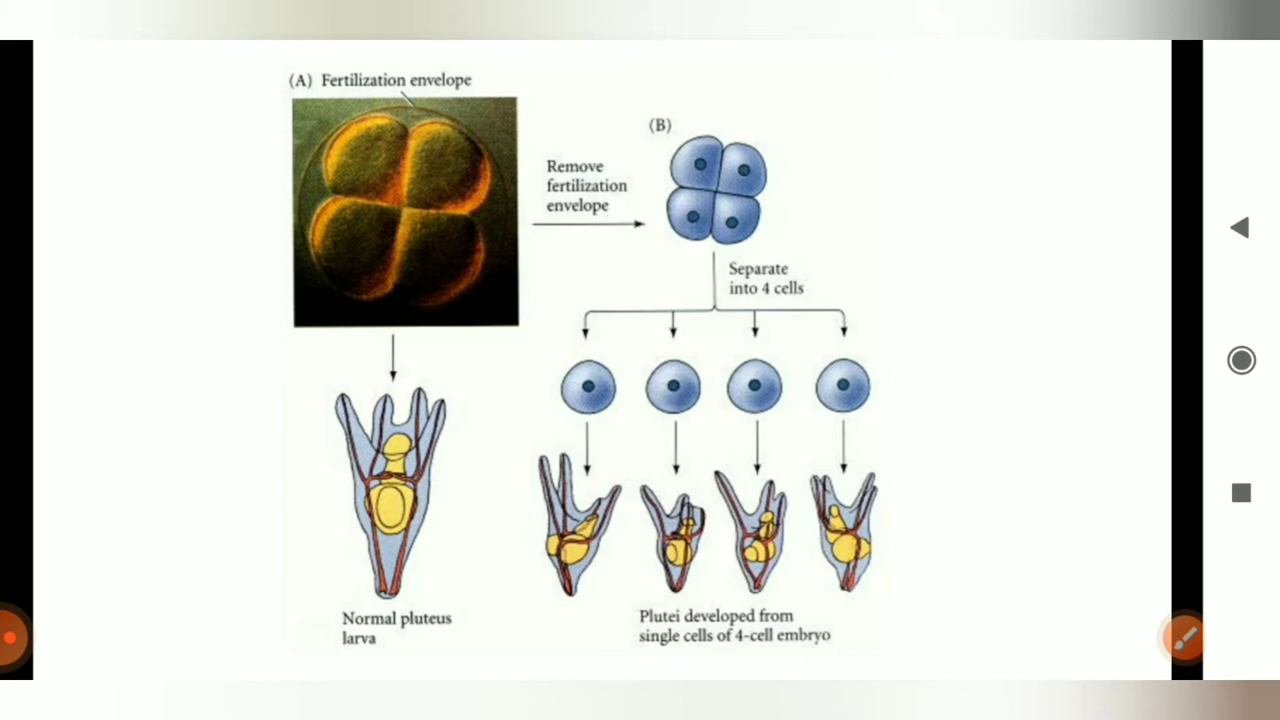 (A) Fertilization envelope
(B)
Remove
fertilization
envelope
Separate
into 4 cells
Normal pluteus
larva
Plutei developed from
single cells of 4-cell embryo